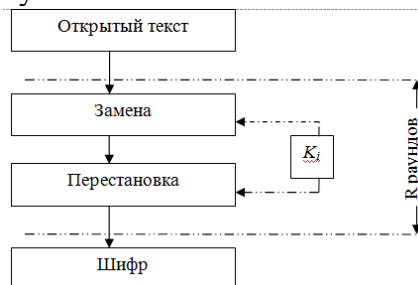 Открытый текст
Замена
Ki
Перестановка
R раундов
Шифр